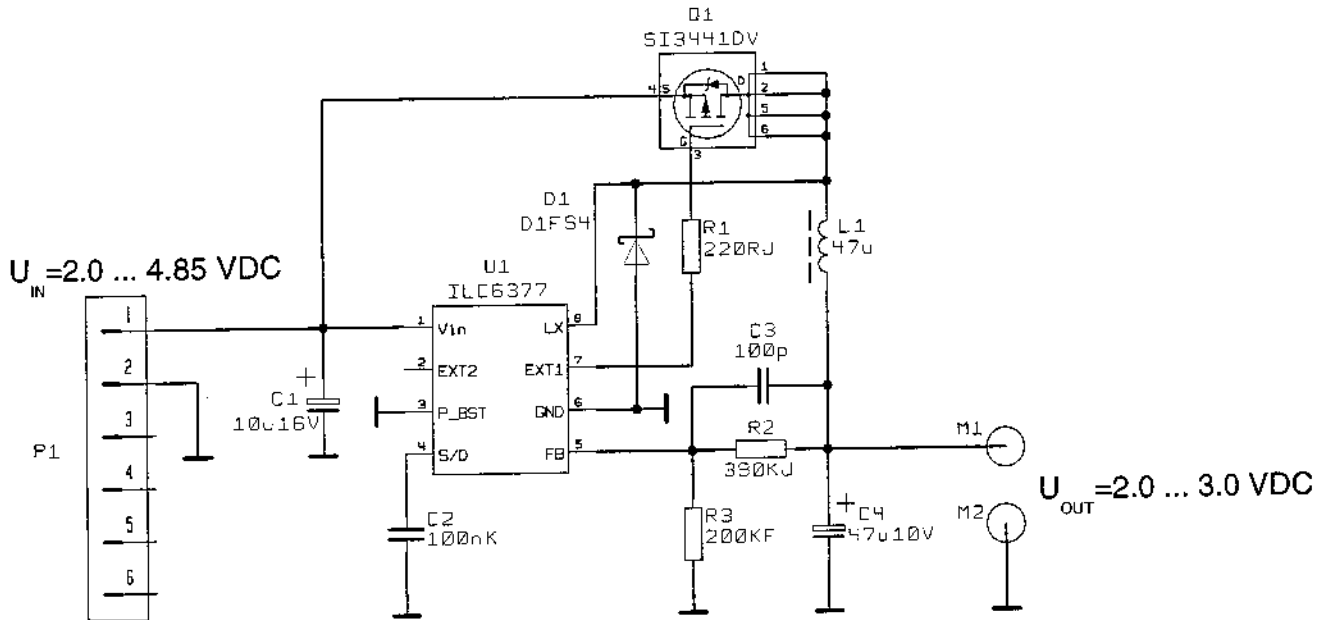 Q1
SI3441DV
4 S
D
1
2
5
6
G
3
D1
D1FS4
R1
220RJ
L1
47u
U_IN=2.0 ... 4.85 VDC
U1
ILC6377
1 Vin
2 EXT2
3 P_BST
4 S/D
LX 8
EXT1 7
GND 6
FB 5
C3
100p
1
2
3
4
5
6
P1
+
C1
10u16V
R2
390KJ
M1
U_OUT=2.0 ... 3.0 VDC
M2
C2
100nK
R3
200KF
+
C4
47u10V